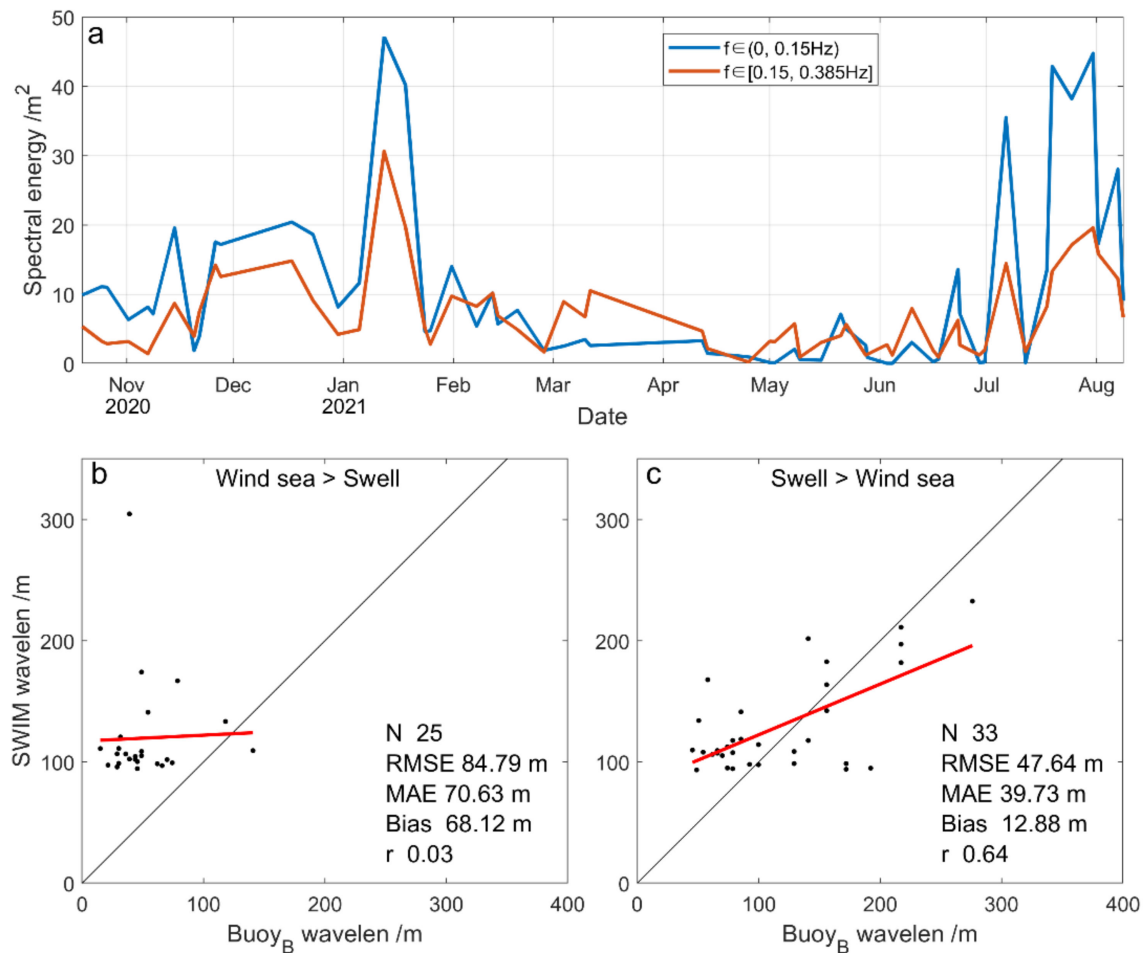 a
f∈(0, 0.15Hz)
f∈[0.15, 0.385Hz]
Spectral energy /m²
50
40
30
20
10
0
Nov Dec Jan Feb Mar Apr May Jun Jul Aug
2020 2021
Date
b Wind sea > Swell
SWIM wavelen /m
300
200
100
0
N 25
RMSE 84.79 m
MAE 70.63 m
Bias 68.12 m
r 0.03
0 100 200 300 400
Buoy_B wavelen /m
c Swell > Wind sea
300
200
100
0
N 33
RMSE 47.64 m
MAE 39.73 m
Bias 12.88 m
r 0.64
0 100 200 300 400
Buoy_B wavelen /m